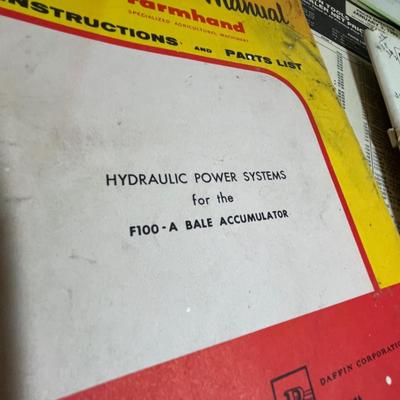 Manual
Farmhand
SPECIALIZED AGRICULTURAL MACHINERY
INSTRUCTIONS AND PARTS LIST
HYDRAULIC POWER SYSTEMS
for the
F100-A BALE ACCUMULATOR
DAFFIN CORPORATION